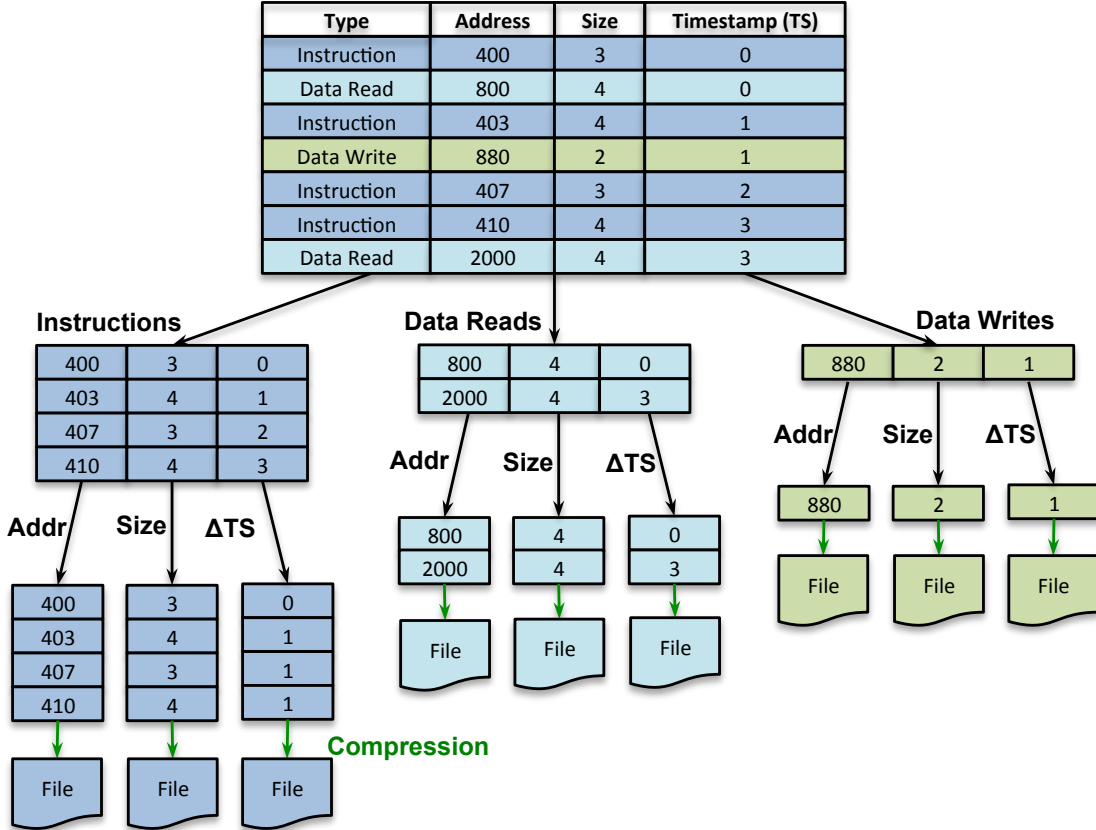 Type Address Size Timestamp (TS)
Instruction 400 3 0
Data Read 800 4 0
Instruction 403 4 1
Data Write 880 2 1
Instruction 407 3 2
Instruction 410 4 3
Data Read 2000 4 3
Instructions
400 3 0
403 4 1
407 3 2
410 4 3
Addr Size ΔTS
400 3 0
403 4 1
407 3 1
410 4 1
Compression
File File File
Data Reads
800 4 0
2000 4 3
Addr Size ΔTS
800 4 0
2000 4 3
File File File
Data Writes
880 2 1
Addr Size ΔTS
880 2 1
File File File